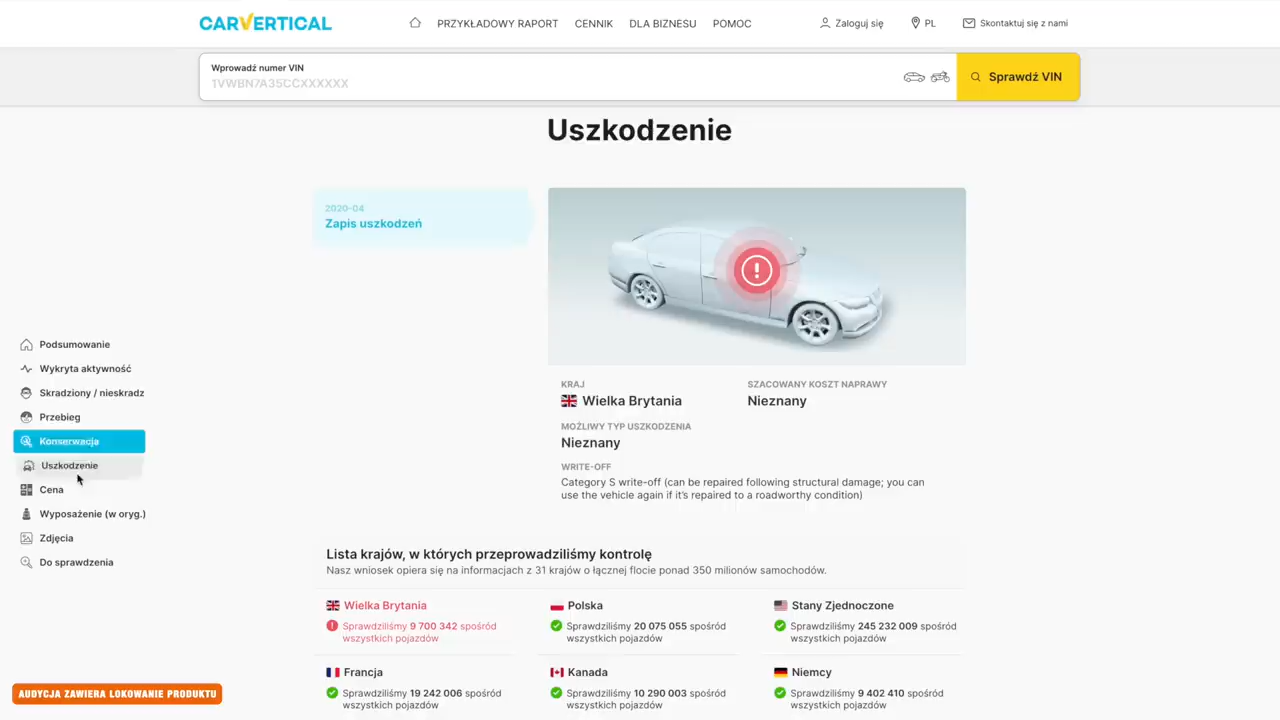 CARVERTICAL
PRZYKŁADOWY RAPORT
CENNIK
DLA BIZNESU
POMOC
Zaloguj się
PL
Skontaktuj się z nami
Wprowadź numer VIN
1VWBN7A35CCXXXXXX
Sprawdź VIN
Uszkodzenie
2020-04
Zapis uszkodzeń
Podsumowanie
Wykryta aktywność
Skradziony / nieskradz
Przebieg
Konserwacja
Uszkodzenie
Cena
Wyposażenie (w oryg.)
Zdjęcia
Do sprawdzenia
KRAJ
Wielka Brytania
SZACOWANY KOSZT NAPRAWY
Nieznany
MOŻLIWY TYP USZKODZENIA
Nieznany
WRITE-OFF
Category S write-off (can be repaired following structural damage; you can
use the vehicle again if it's repaired to a roadworthy condition)
Lista krajów, w których przeprowadziliśmy kontrolę
Nasz wniosek opiera się na informacjach z 31 krajów o łącznej flocie ponad 350 milionów samochodów.
Wielka Brytania
Sprawdziliśmy 9 700 342 spośród
wszystkich pojazdów
Polska
Sprawdziliśmy 20 075 055 spośród
wszystkich pojazdów
Stany Zjednoczone
Sprawdziliśmy 245 232 009 spośród
wszystkich pojazdów
Francja
Sprawdziliśmy 19 242 006 spośród
wszystkich pojazdów
Kanada
Sprawdziliśmy 10 290 003 spośród
wszystkich pojazdów
Niemcy
Sprawdziliśmy 9 402 410 spośród
wszystkich pojazdów
AUDYCJA ZAWIERA LOKOWANIE PRODUKTU